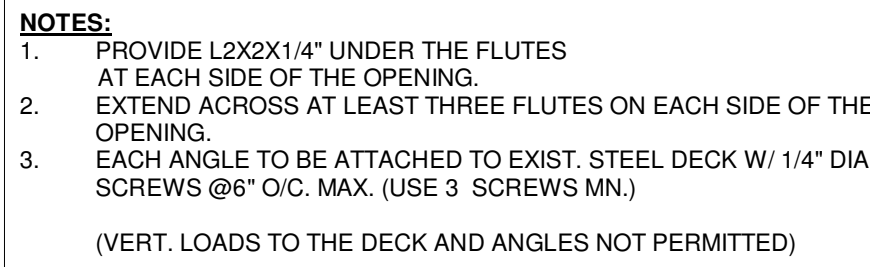 NOTES:
1. PROVIDE L2X2X1/4" UNDER THE FLUTES
AT EACH SIDE OF THE OPENING.
2. EXTEND ACROSS AT LEAST THREE FLUTES ON EACH SIDE OF THE
OPENING.
3. EACH ANGLE TO BE ATTACHED TO EXIST. STEEL DECK W/ 1/4" DIA
SCREWS @6" O/C. MAX. (USE 3 SCREWS MN.)
(VERT. LOADS TO THE DECK AND ANGLES NOT PERMITTED)